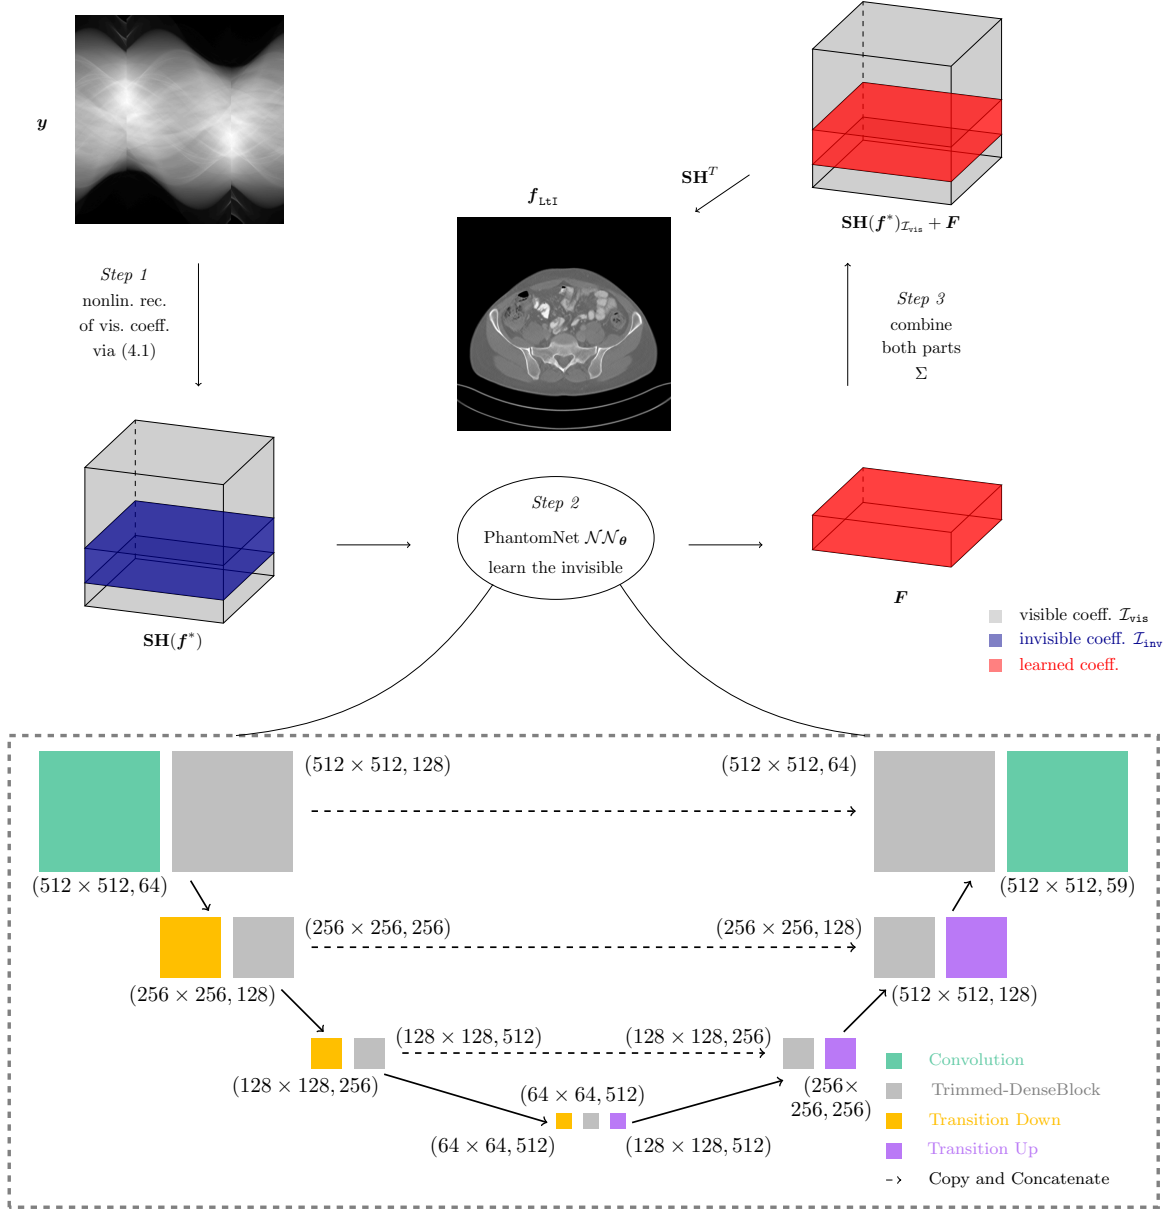 y
Step 1
nonlin. rec.
of vis. coeff.
via (4.1)
SH(f*)
f_LtI
SH^T
SH(f*)_{I_vis} + F
Step 3
combine
both parts
Σ
Step 2
PhantomNet 𝒩𝒩_θ
learn the invisible
F
visible coeff. ℐ_vis
invisible coeff. ℐ_inv
learned coeff.
(512 × 512, 128)
(512 × 512, 64)
(512 × 512, 64)
(512 × 512, 59)
(256 × 256, 256)
(256 × 256, 128)
(256 × 256, 128)
(512 × 512, 128)
(128 × 128, 512)
(128 × 128, 256)
(128 × 128, 256)
(256×
256, 256)
(64 × 64, 512)
(64 × 64, 512)
(128 × 128, 512)
Convolution
Trimmed-DenseBlock
Transition Down
Transition Up
Copy and Concatenate